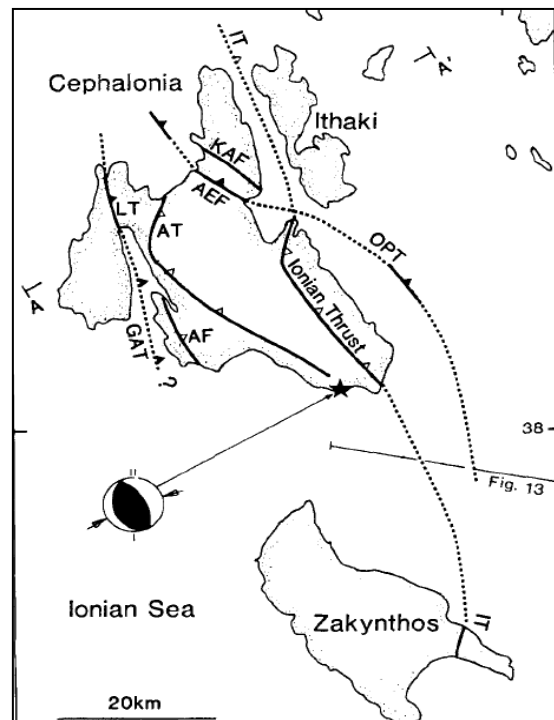 IT
A'
Cephalonia
Ithaki
KAF
AEF
LT
AT
OPT
Ionian Thrust
A
GAT
AF
?
38
Fig. 13
Ionian Sea
Zakynthos
IT
20km